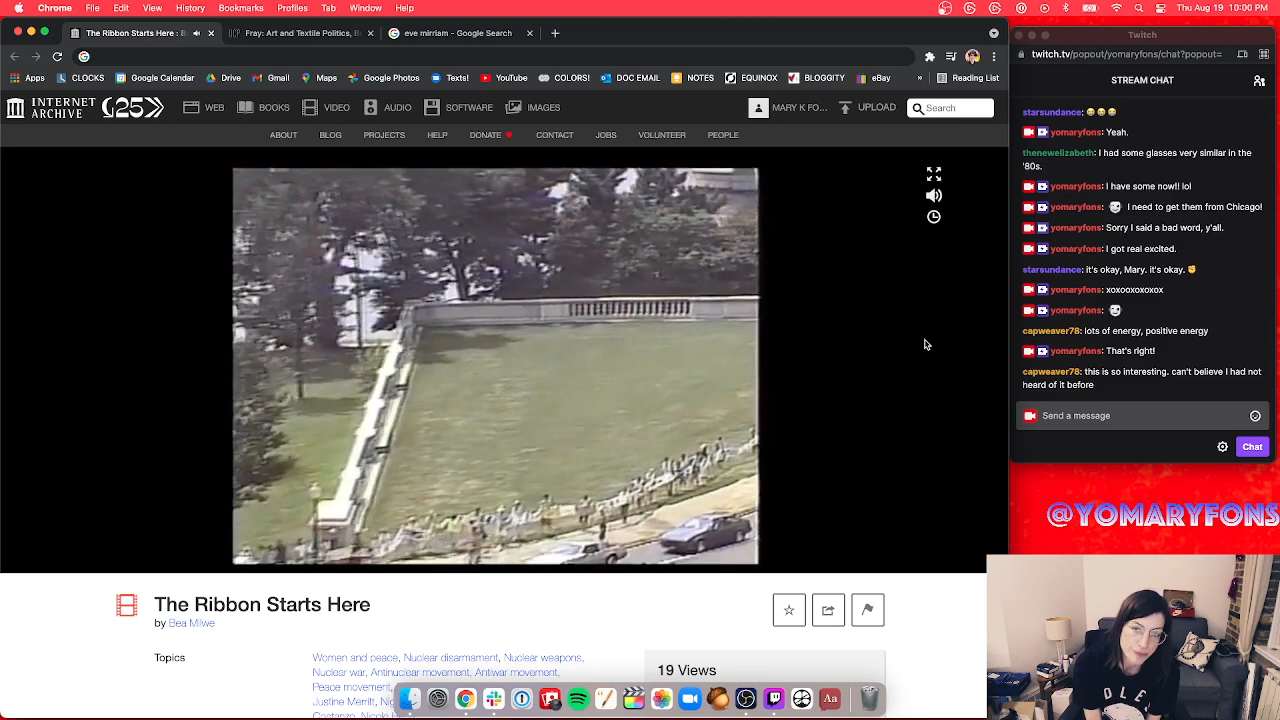 Chrome File Edit View History Bookmarks Profiles Tab Window Help
Thu Aug 19 10:00 PM
The Ribbon Starts Here : B
Fray: Art and Textile Politics, B
eve mirriam - Google Search
Apps CLOCKS Google Calendar Drive Gmail Maps Google Photos Texts! YouTube COLORS! DOC EMAIL NOTES EQUINOX BLOGGITY eBay » Reading List
INTERNET ARCHIVE 25 WEB BOOKS VIDEO AUDIO SOFTWARE IMAGES MARY K FO... UPLOAD Search
ABOUT BLOG PROJECTS HELP DONATE CONTACT JOBS VOLUNTEER PEOPLE
The Ribbon Starts Here
by Bea Milwe
Topics
Women and peace, Nuclear disarmament, Nuclear weapons,
Nuclear war, Antinuclear movement, Antiwar movement,
Peace movement,
Justine Merritt,
19 Views
Aa
Twitch
twitch.tv/popout/yomaryfons/chat?popout=
STREAM CHAT
starsundance:
yomaryfons: Yeah.
thenewelizabeth: I had some glasses very similar in the
'80s.
yomaryfons: I have some now!! lol
yomaryfons: I need to get them from Chicago!
yomaryfons: Sorry I said a bad word, y'all.
yomaryfons: I got real excited.
starsundance: it's okay, Mary. it's okay.
yomaryfons: xoxooxoxoxox
yomaryfons:
capweaver78: lots of energy, positive energy
yomaryfons: That's right!
capweaver78: this is so interesting. can't believe I had not
heard of it before
Send a message
Chat
@YOMARYFONS